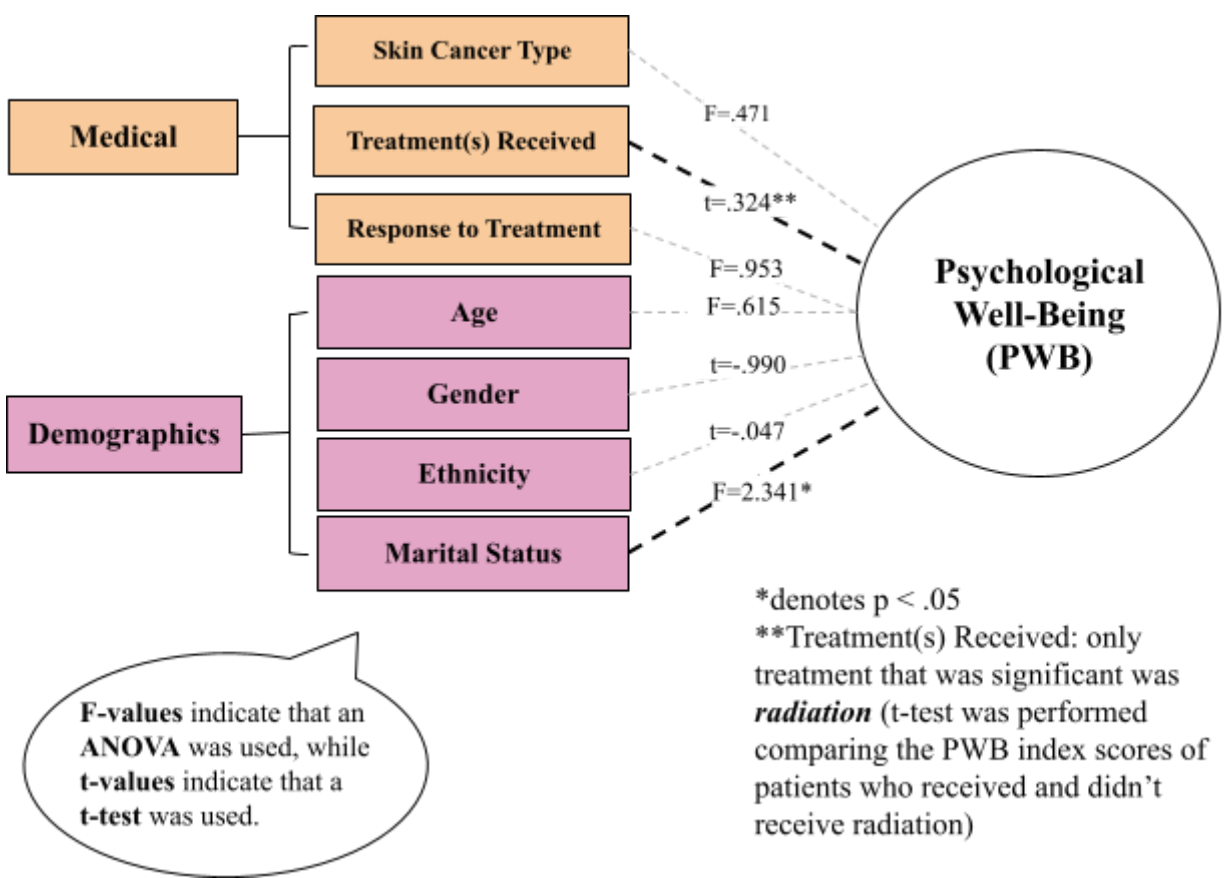 Medical
Skin Cancer Type
Treatment(s) Received
Response to Treatment
Demographics
Age
Gender
Ethnicity
Marital Status
F=.471
t=.324**
F=.953
F=.615
t=-.990
t=-.047
F=2.341*
Psychological
Well-Being
(PWB)
F-values indicate that an
ANOVA was used, while
t-values indicate that a
t-test was used.
*denotes p < .05
**Treatment(s) Received: only
treatment that was significant was
radiation (t-test was performed
comparing the PWB index scores of
patients who received and didn’t
receive radiation)